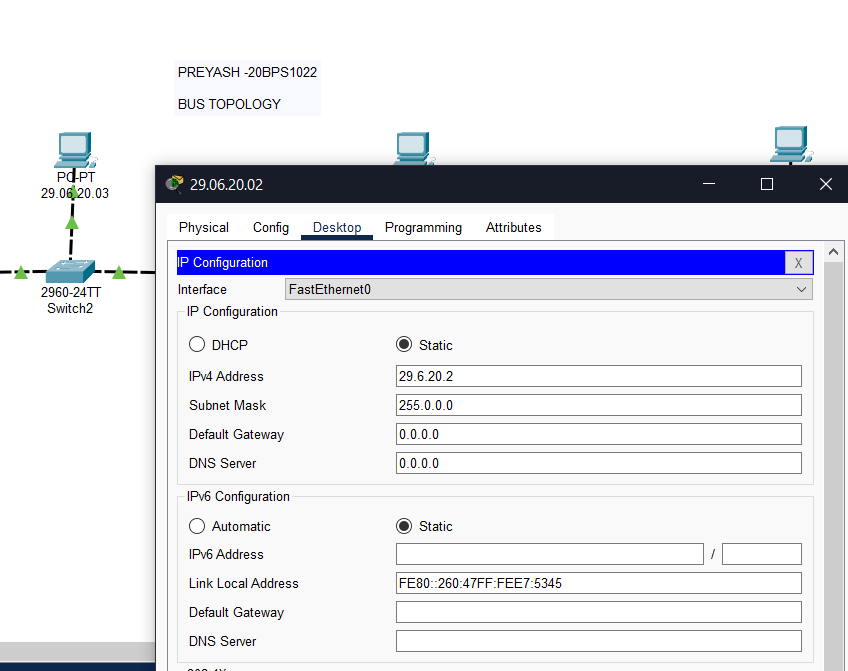 PREYASH -20BPS1022
BUS TOPOLOGY
PC-PT
29.06.20.03
2960-24TT
Switch2
29.06.20.02
Physical Config Desktop Programming Attributes
IP Configuration X
Interface FastEthernet0
IP Configuration
DHCP Static
IPv4 Address 29.6.20.2
Subnet Mask 255.0.0.0
Default Gateway 0.0.0.0
DNS Server 0.0.0.0
IPv6 Configuration
Automatic Static
IPv6 Address /
Link Local Address FE80::260:47FF:FEE7:5345
Default Gateway
DNS Server